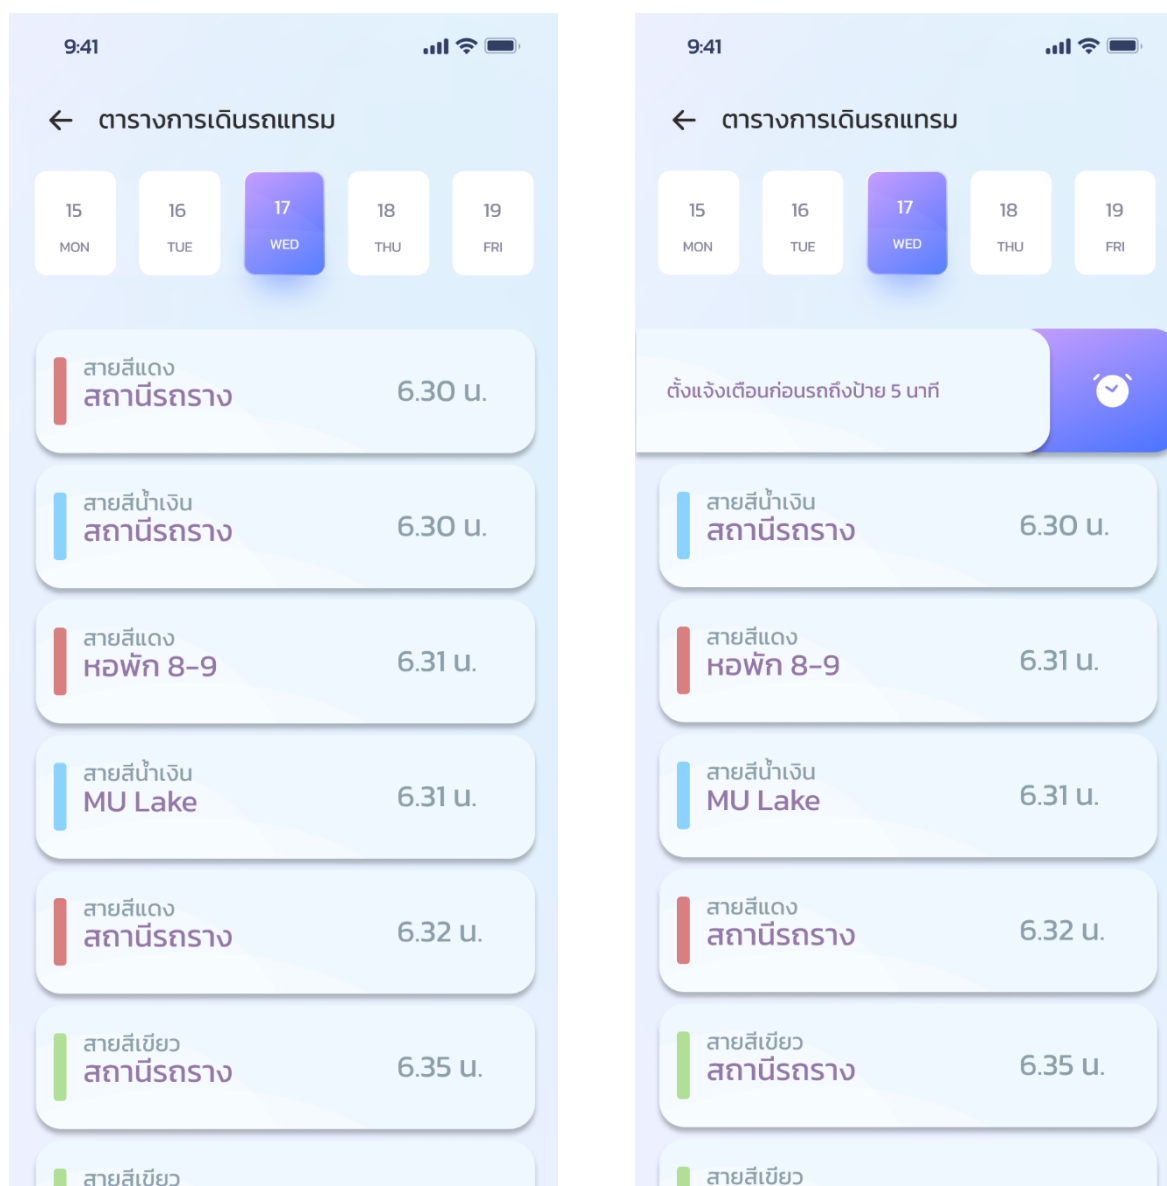 9:41
ตารางการเดินรถแทรม
15 16 17 18 19
MON TUE WED THU FRI
สายสีแดง
สถานีรถราง 6.30 น.
สายสีน้ำเงิน
สถานีรถราง 6.30 น.
สายสีแดง
หอพัก 8-9 6.31 น.
สายสีน้ำเงิน
MU Lake 6.31 น.
สายสีแดง
สถานีรถราง 6.32 น.
สายสีเขียว
สถานีรถราง 6.35 น.
สายสีเขียว
9:41
ตารางการเดินรถแทรม
15 16 17 18 19
MON TUE WED THU FRI
ตั้งแจ้งเตือนก่อนรถถึงป้าย 5 นาที
สายสีน้ำเงิน
สถานีรถราง 6.30 น.
สายสีแดง
หอพัก 8-9 6.31 น.
สายสีน้ำเงิน
MU Lake 6.31 น.
สายสีแดง
สถานีรถราง 6.32 น.
สายสีเขียว
สถานีรถราง 6.35 น.
สายสีเขียว